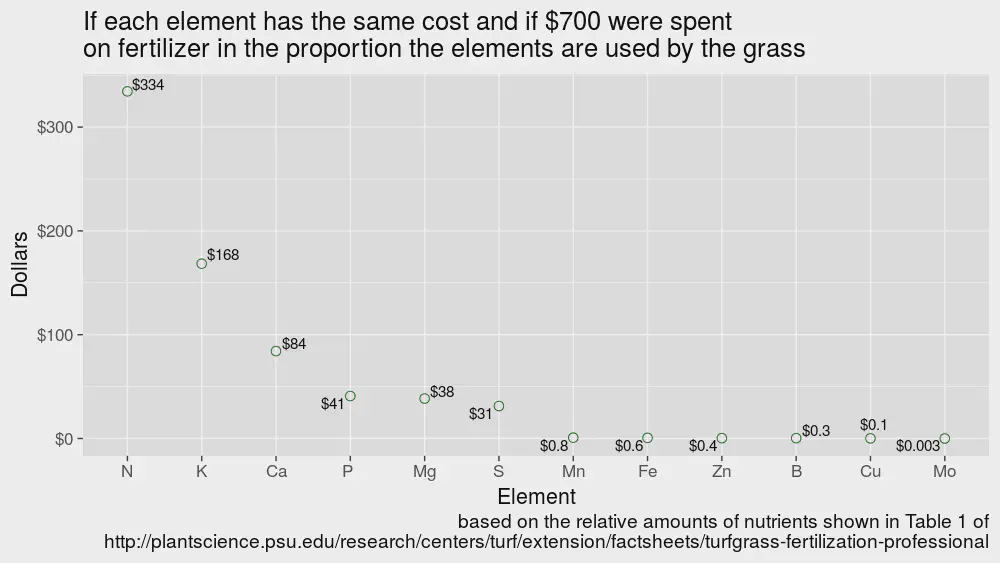 If each element has the same cost and if $700 were spent
on fertilizer in the proportion the elements are used by the grass
$334
$300
$168
$200
Dollars
$100
$84
$41
$38
$31
$0.8
$0.6
$0.4
$0.3
$0.1
$0.003
$0
N K Ca P Mg S Mn Fe Zn B Cu Mo
Element
based on the relative amounts of nutrients shown in Table 1 of
http://plantscience.psu.edu/research/centers/turf/extension/factsheets/turfgrass-fertilization-professional